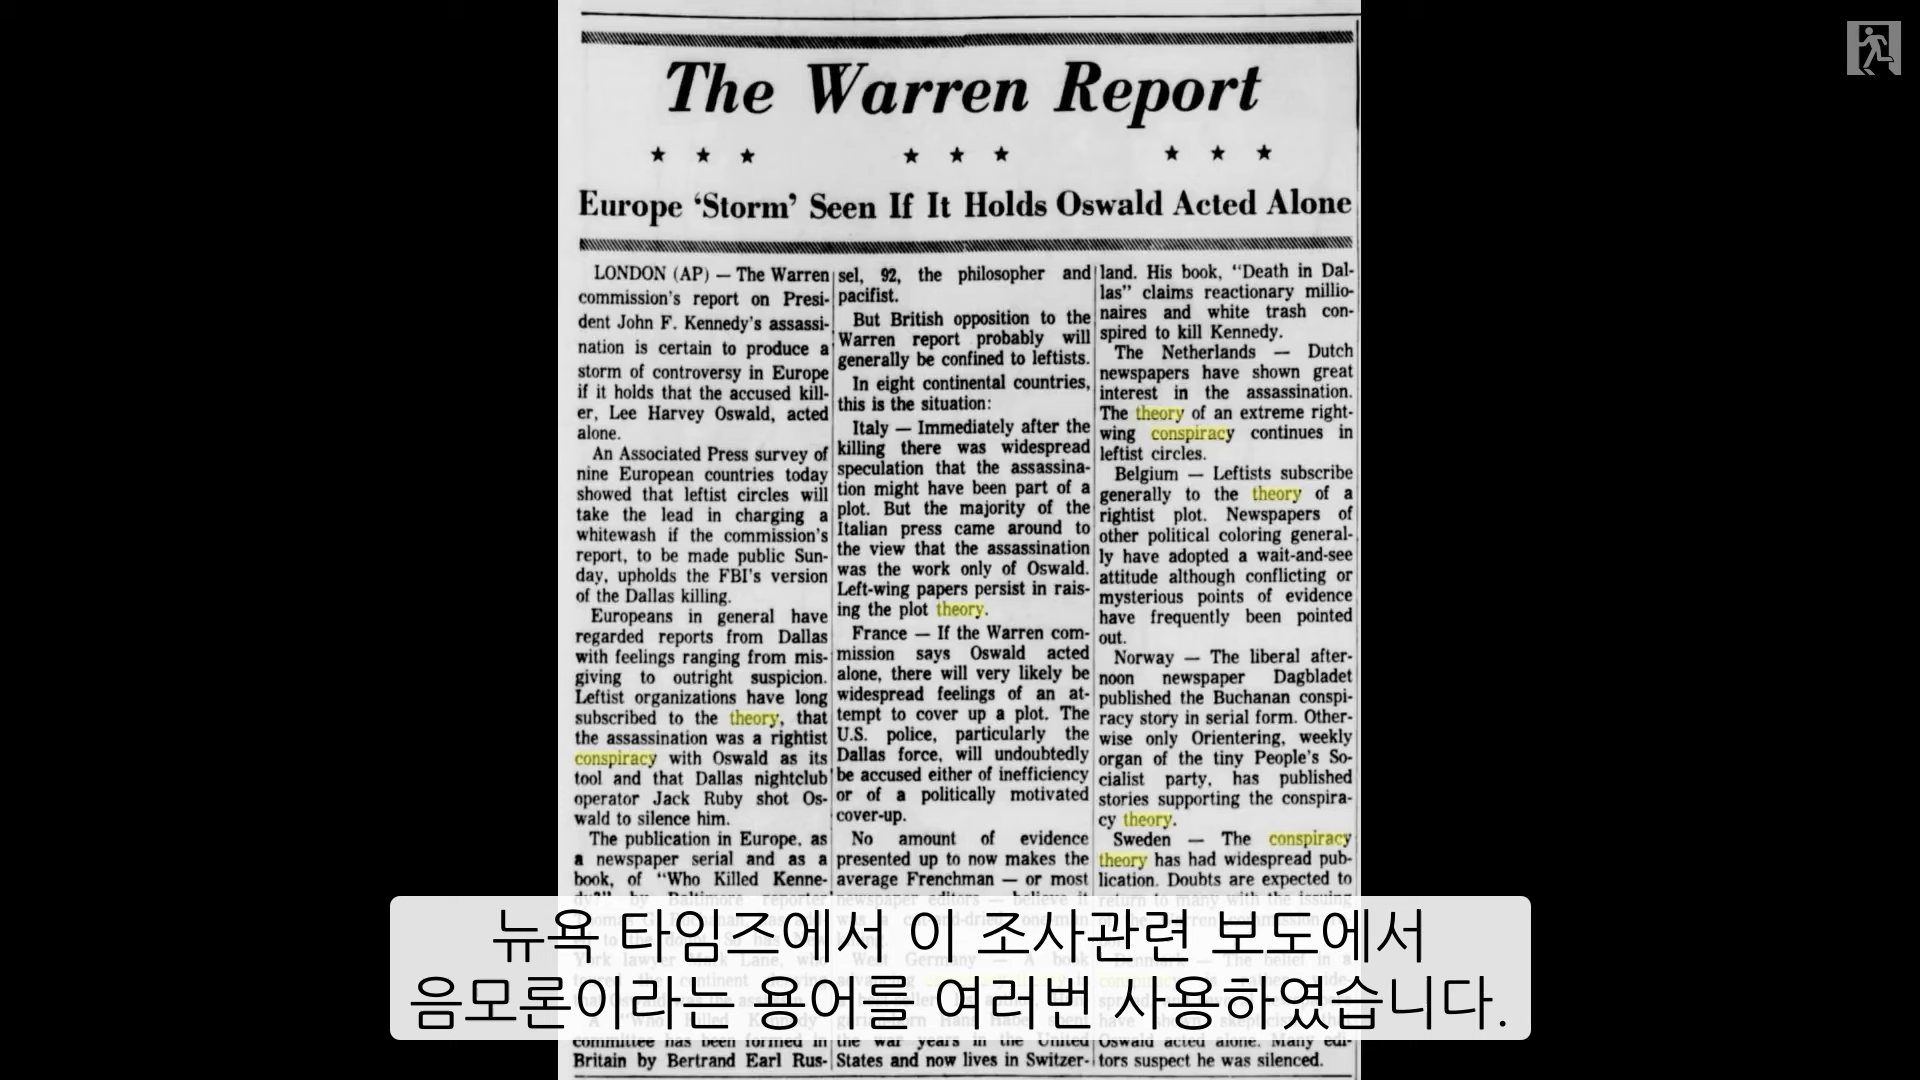 The Warren Report
★ ★ ★ ★ ★ ★ ★ ★ ★
Europe ‘Storm’ Seen If It Holds Oswald Acted Alone
LONDON (AP) — The Warren
commission's report on Presi-
dent John F. Kennedy's assassi-
nation is certain to produce a
storm of controversy in Europe
if it holds that the accused kill-
er, Lee Harvey Oswald, acted
alone.
An Associated Press survey of
nine European countries today
showed that leftist circles will
take the lead in charging a
whitewash if the commission's
report, to be made public Sun-
day, upholds the FBI's version
of the Dallas killing.
Europeans in general have
regarded reports from Dallas
with feelings ranging from mis-
giving to outright suspicion.
Leftist organizations have long
subscribed to the theory, that
the assassination was a rightist
conspiracy with Oswald as its
tool and that Dallas nightclub
operator Jack Ruby shot Os-
wald to silence him.
The publication in Europe, as
a newspaper serial and as a
book, of “Who Killed Kenne-
committee has been formed in
Britain by Bertrand Earl Rus-
sel, 92, the philosopher and
pacifist.
But British opposition to the
Warren report probably will
generally be confined to leftists.
In eight continental countries,
this is the situation:
Italy — Immediately after the
killing there was widespread
speculation that the assassina-
tion might have been part of a
plot. But the majority of the
Italian press came around to
the view that the assassination
was the work only of Oswald.
Left-wing papers persist in rais-
ing the plot theory.
France — If the Warren com-
mission says Oswald acted
alone, there will very likely be
widespread feelings of an at-
tempt to cover up a plot. The
U.S. police, particularly the
Dallas force, will undoubtedly
be accused either of inefficiency
or of a politically motivated
cover-up.
No amount of evidence
presented up to now makes the
average Frenchman — or most
newspaper editors — believe it
the war years in the United
States and now lives in Switzer-
land. His book, “Death in Dal-
las” claims reactionary millio-
naires and white trash con-
spired to kill Kennedy.
The Netherlands — Dutch
newspapers have shown great
interest in the assassination.
The theory of an extreme right-
wing conspiracy continues in
leftist circles.
Belgium — Leftists subscribe
generally to the theory of a
rightist plot. Newspapers of
other political coloring general-
ly have adopted a wait-and-see
attitude although conflicting or
mysterious points of evidence
have frequently been pointed
out.
Norway — The liberal after-
noon newspaper Dagbladet
published the Buchanan conspi-
racy story in serial form. Other-
wise only Orientering, weekly
organ of the tiny People's So-
cialist party, has published
stories supporting the conspira-
cy theory.
Sweden — The conspiracy
theory has had widespread pub-
lication. Doubts are expected to
return to many with the issuing
Oswald acted alone. Many edi-
tors suspect he was silenced.
뉴욕 타임즈에서 이 조사관련 보도에서
음모론이라는 용어를 여러번 사용하였습니다.